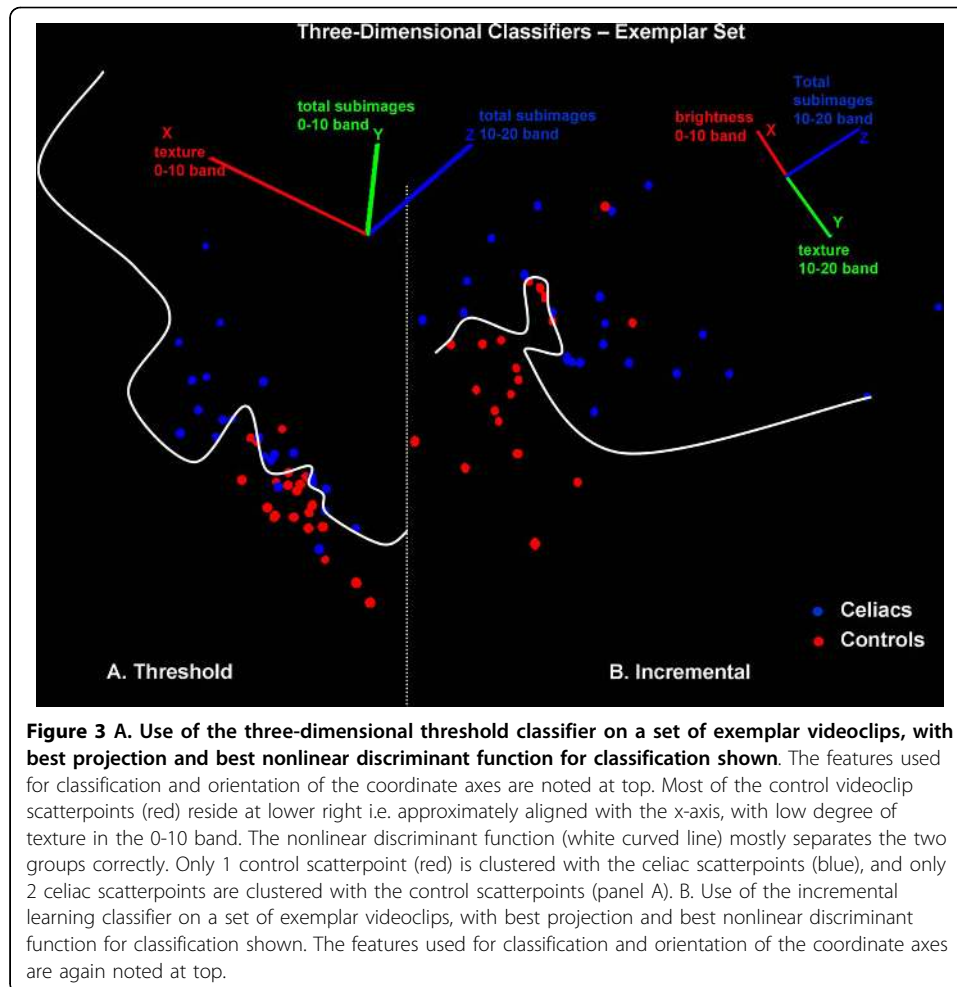 Three-Dimensional Classifiers – Exemplar Set
X
texture
0-10 band
total subimages
0-10 band
Y
total subimages
10-20 band
Z
brightness
0-10 band
X
Total
subimages
10-20 band
Z
Y
texture
10-20 band
Celiacs
Controls
A. Threshold
B. Incremental
Figure 3 A. Use of the three-dimensional threshold classifier on a set of exemplar videoclips, with
best projection and best nonlinear discriminant function for classification shown. The features used
for classification and orientation of the coordinate axes are noted at top. Most of the control videoclip
scatterpoints (red) reside at lower right i.e. approximately aligned with the x-axis, with low degree of
texture in the 0-10 band. The nonlinear discriminant function (white curved line) mostly separates the two
groups correctly. Only 1 control scatterpoint (red) is clustered with the celiac scatterpoints (blue), and only
2 celiac scatterpoints are clustered with the control scatterpoints (panel A). B. Use of the incremental
learning classifier on a set of exemplar videoclips, with best projection and best nonlinear discriminant
function for classification shown. The features used for classification and orientation of the coordinate axes
are again noted at top.